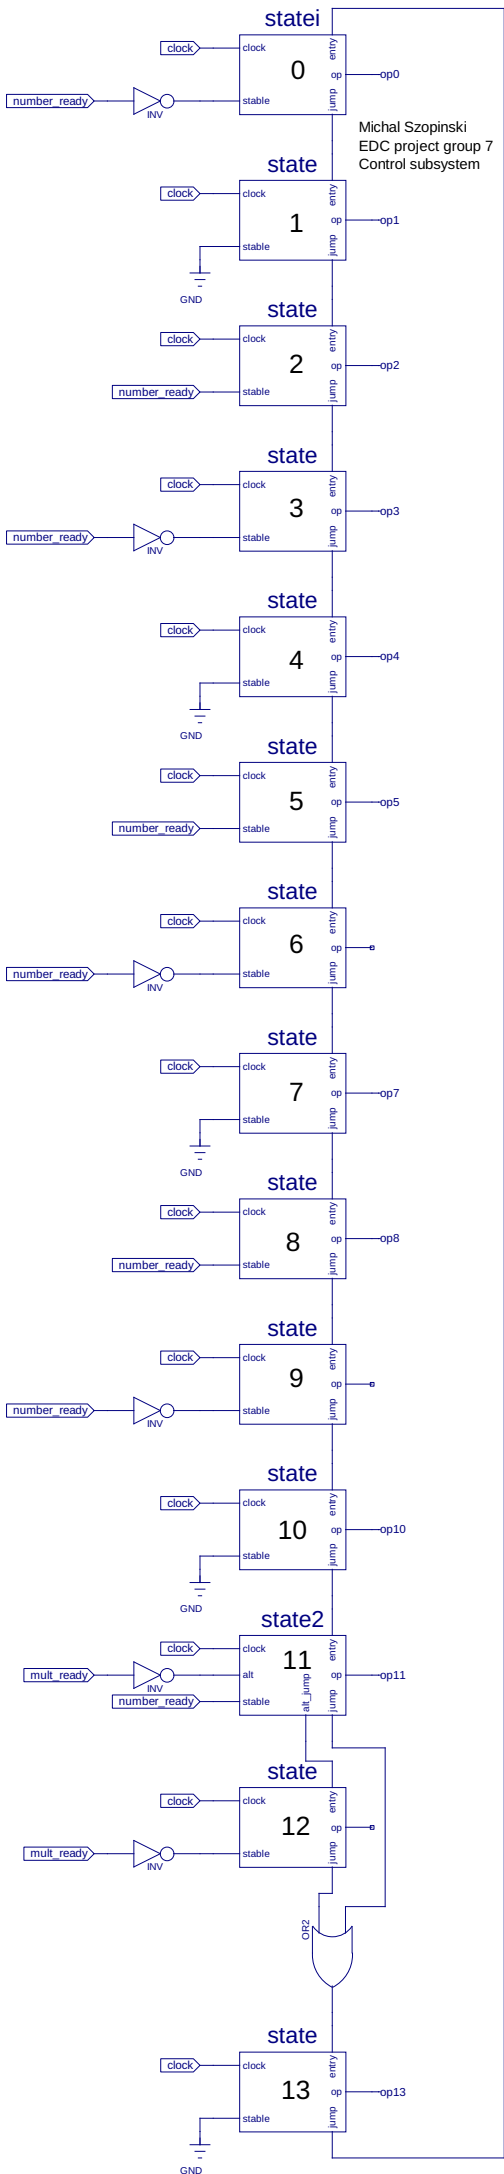 statei
clock
clock
entry
0
op
op0
number_ready
INV
stable
jump
Michal Szopinski
EDC project group 7
Control subsystem
state
clock
clock
entry
1
op
op1
stable
jump
GND
state
clock
clock
entry
2
op
op2
number_ready
stable
jump
state
clock
clock
entry
3
op
op3
number_ready
INV
stable
jump
state
clock
clock
entry
4
op
op4
stable
jump
GND
state
clock
clock
entry
5
op
op5
number_ready
stable
jump
state
clock
clock
entry
6
op
number_ready
INV
stable
jump
state
clock
clock
entry
7
op
op7
stable
jump
GND
state
clock
clock
entry
8
op
op8
number_ready
stable
jump
state
clock
clock
entry
9
op
number_ready
INV
stable
jump
state
clock
clock
entry
10
op
op10
stable
jump
GND
state2
clock
clock
entry
11
mult_ready
INV
alt
op
op11
number_ready
stable
alt_jump
jump
state
clock
clock
entry
12
op
mult_ready
INV
stable
jump
OR2
state
clock
clock
entry
13
op
op13
stable
jump
GND